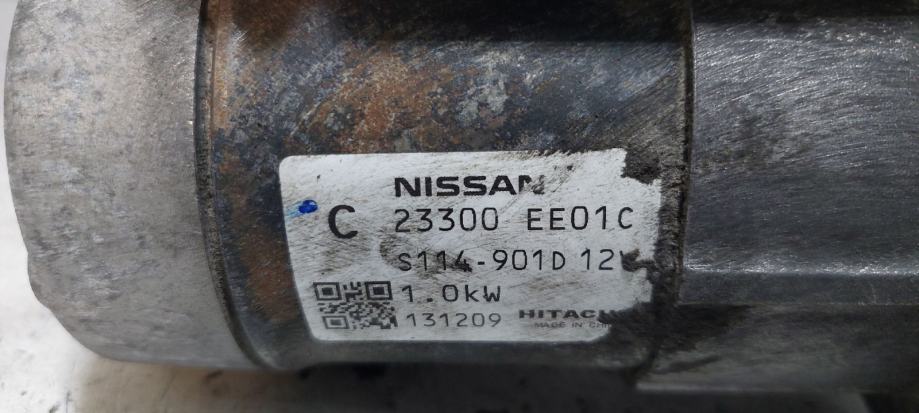 NISSAN
C 23300 EE01C
S114-901D 12V
1.0kW
131209 HITACHI
MADE IN CHINA